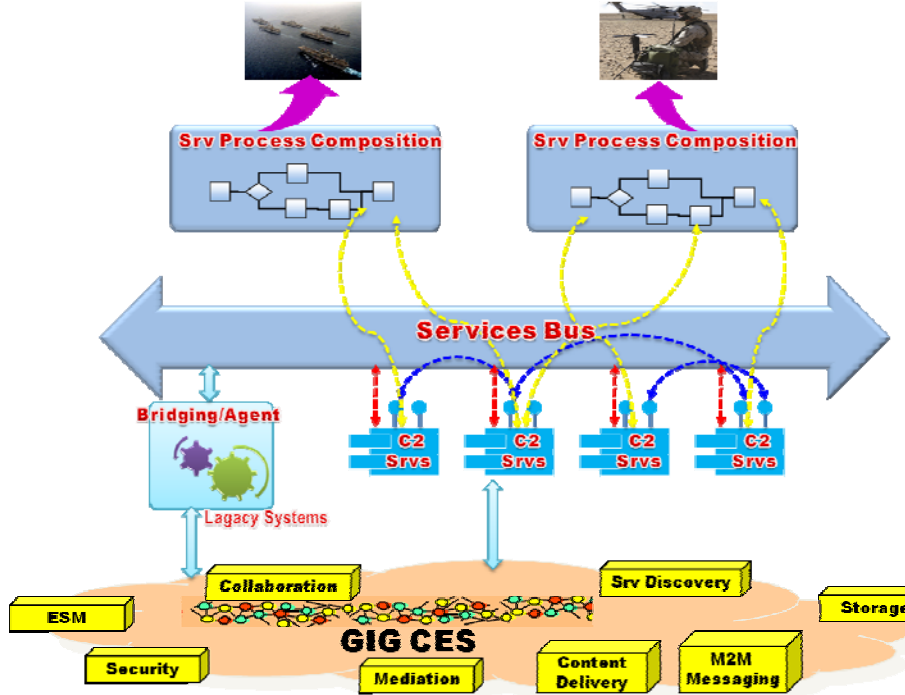 Srv Process Composition
Srv Process Composition
Services Bus
Bridging/Agent
C2
Srvs
C2
Srvs
C2
Srvs
C2
Srvs
Lagacy Systems
Collaboration
Srv Discovery
ESM
Storage
GIG CES
Security
Mediation
Content
Delivery
M2M
Messaging